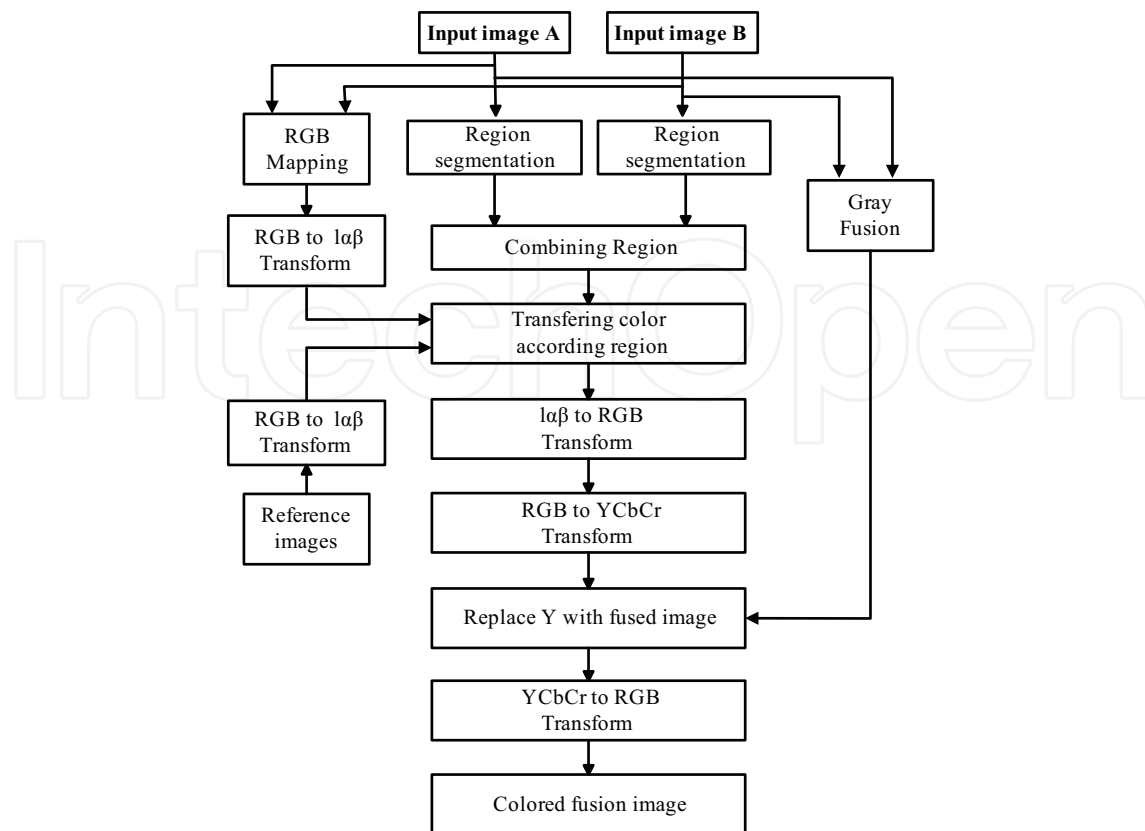 Input image A
Input image B
RGB
Mapping
Region
segmentation
Region
segmentation
Gray
Fusion
RGB to lαβ
Transform
Combining Region
Transfering color
according region
RGB to lαβ
Transform
lαβ to RGB
Transform
Reference
images
RGB to YCbCr
Transform
Replace Y with fused image
YCbCr to RGB
Transform
Colored fusion image
IntechOpen